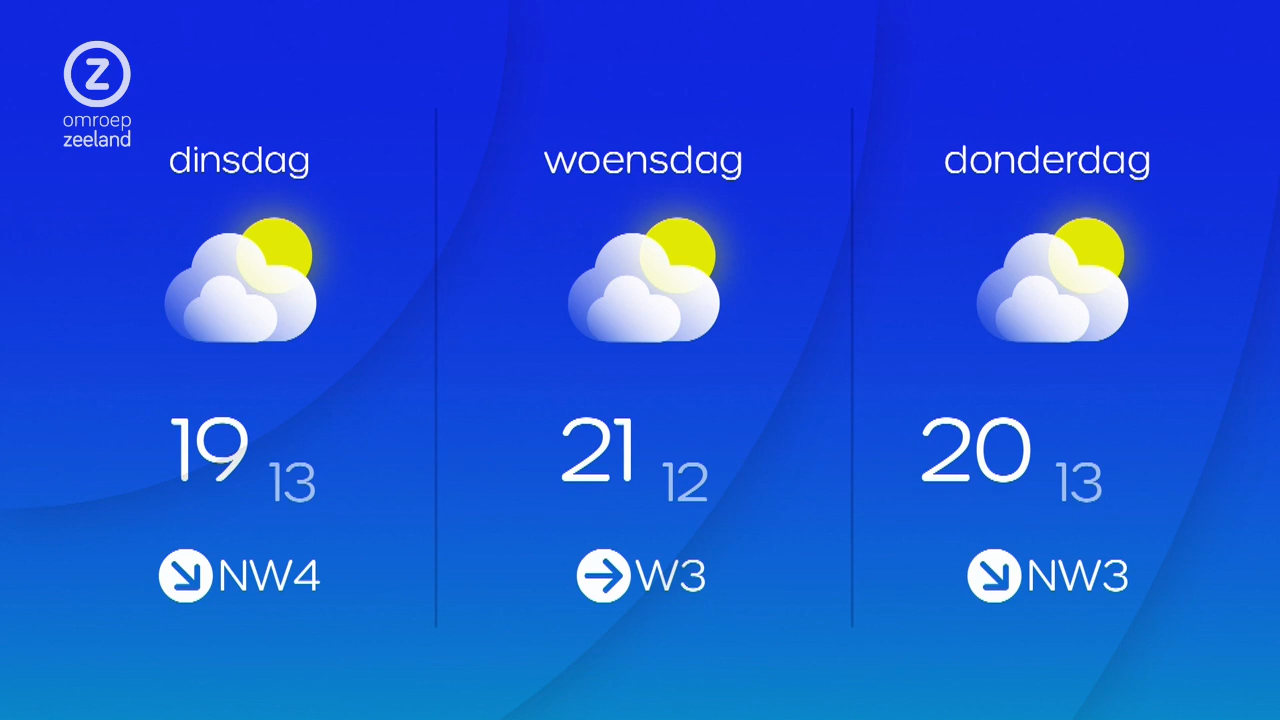 Z
omroep
zeeland
dinsdag
woensdag
donderdag
19 13
21 12
20 13
NW4
W3
NW3